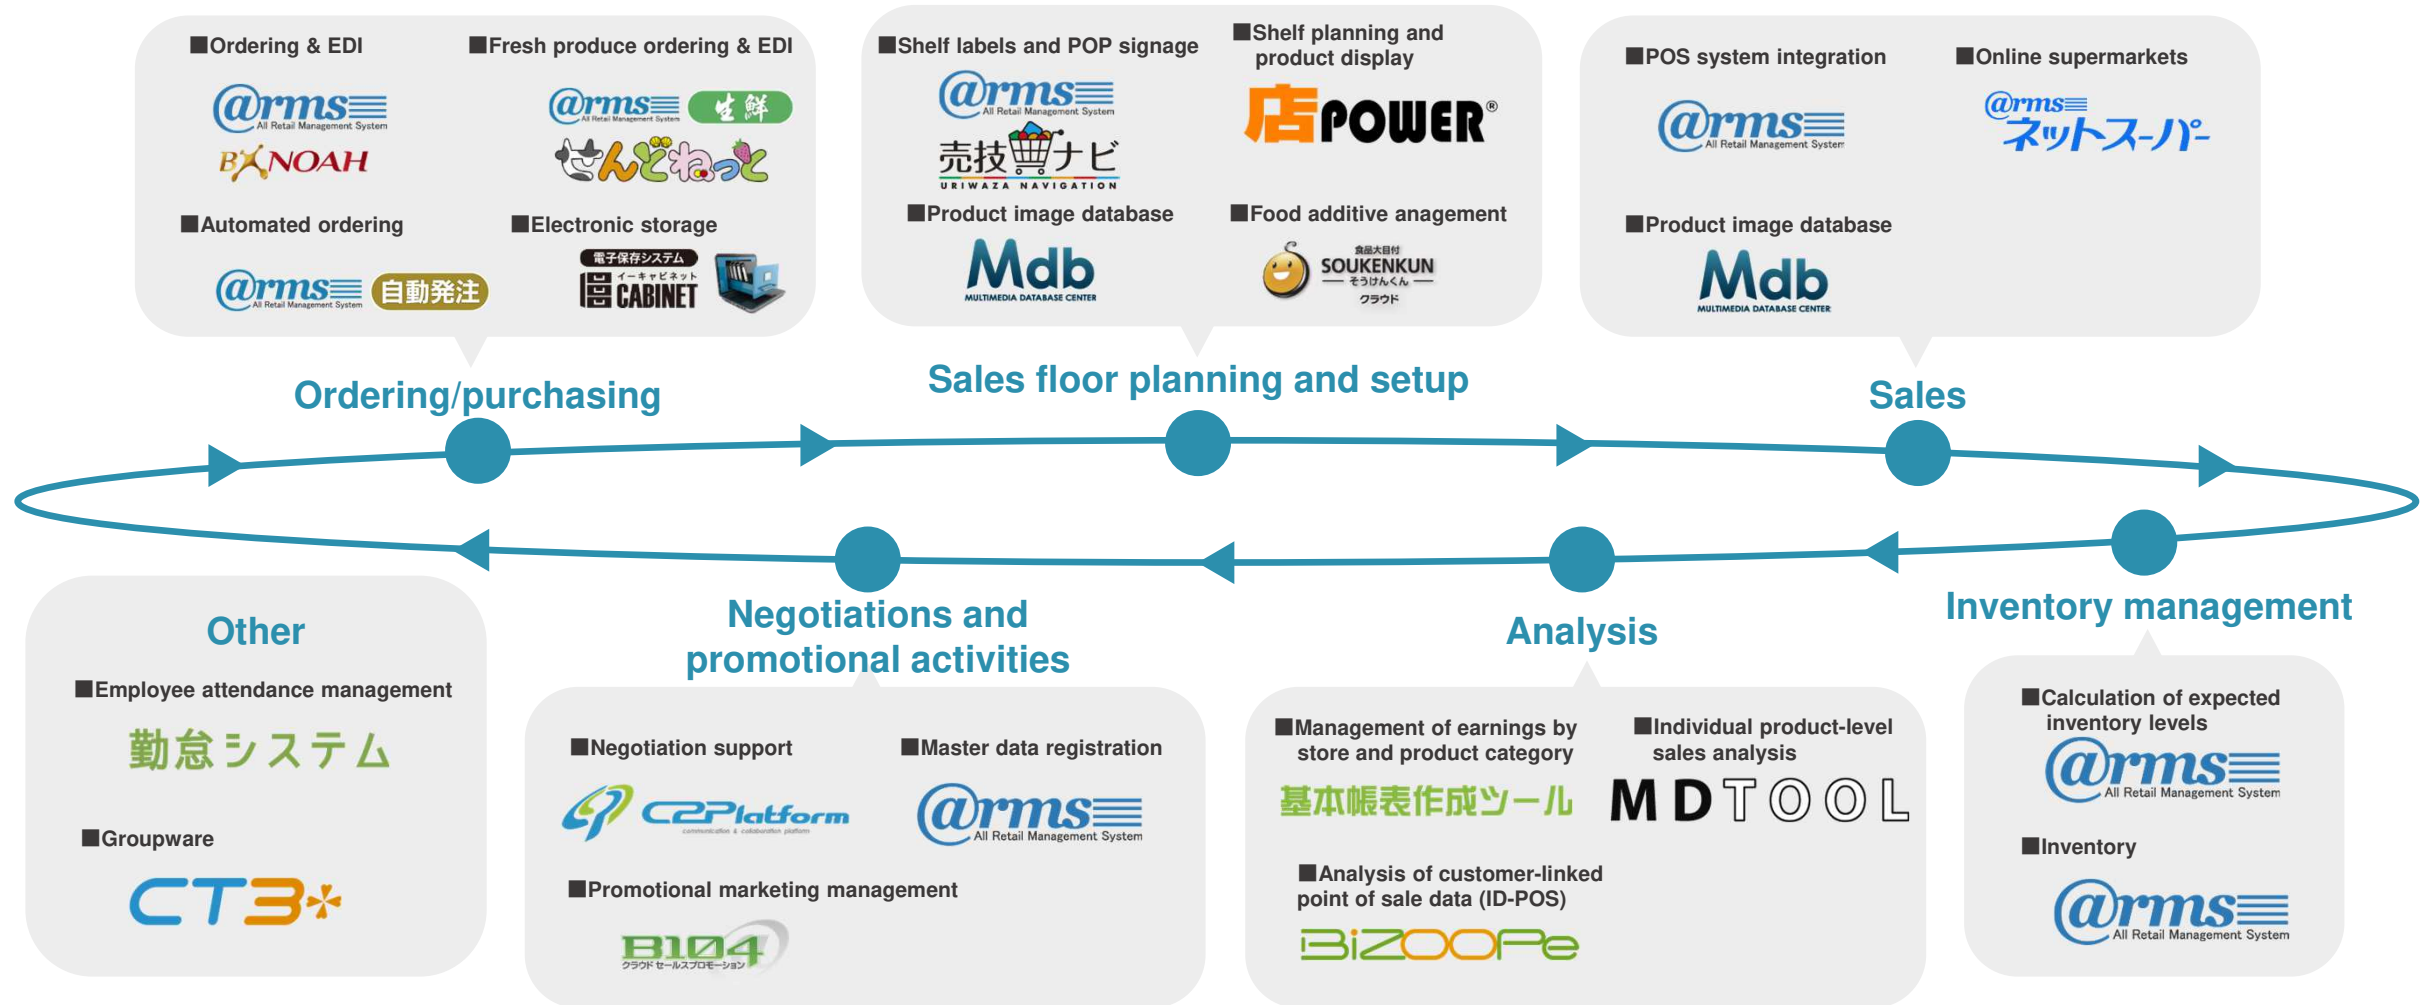 ■Ordering & EDI
@rms
All Retail Management System
BXNOAH
■Fresh produce ordering & EDI
@rms 生鮮
All Retail Management System
せんどねっと
■Automated ordering
@rms 自動発注
All Retail Management System
■Electronic storage
電子保存システム
イーキャビネット
CABINET
Ordering/purchasing
■Shelf labels and POP signage
@rms
All Retail Management System
売技ナビ
URIWAZA NAVIGATION
■Shelf planning and
product display
店POWER®
■Product image database
Mdb
MULTIMEDIA DATABASE CENTER
■Food additive anagement
食品大目付
SOUKENKUN
そうけんくん
クラウド
Sales floor planning and setup
■POS system integration
@rms
All Retail Management System
■Online supermarkets
@rms
ネットスーパー
■Product image database
Mdb
MULTIMEDIA DATABASE CENTER
Sales
Other
■Employee attendance management
勤怠システム
■Groupware
CT3
Negotiations and
promotional activities
■Negotiation support
C2Platform
communication & collaboration platform
■Master data registration
@rms
All Retail Management System
■Promotional marketing management
B104
クラウド セールスプロモーション
Analysis
■Management of earnings by
store and product category
基本帳表作成ツール
■Individual product-level
sales analysis
MDTOOL
■Analysis of customer-linked
point of sale data (ID-POS)
BiZOOPe
Inventory management
■Calculation of expected
inventory levels
@rms
All Retail Management System
■Inventory
@rms
All Retail Management System